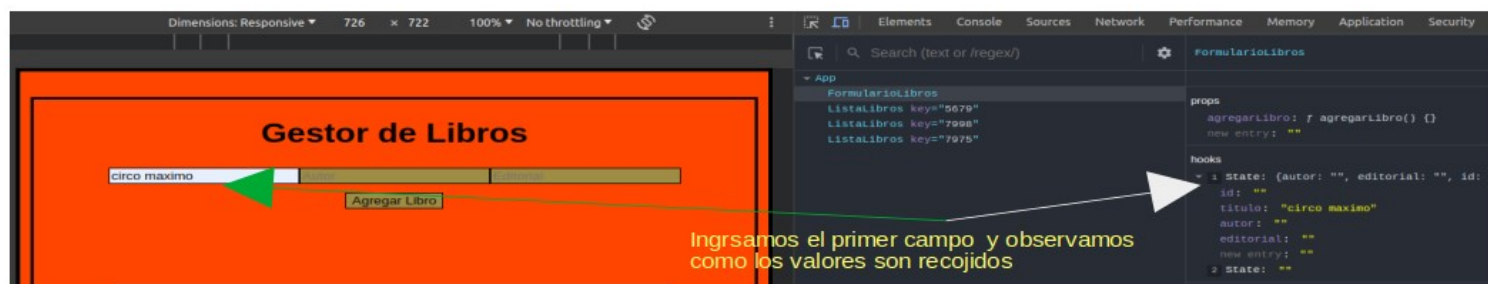 Dimensions: Responsive ▼ 726 × 722 100% ▼ No throttling ▼
Elements Console Sources Network Performance Memory Application Security
Search (text or /regex/)
FormularioLibros
App
FormularioLibros
ListaLibros key="5679"
ListaLibros key="7998"
ListaLibros key="7975"
props
agregarLibro: ƒ agregarLibro() {}
new entry: ""
hooks
1 State: {autor: "", editorial: "", id:
id: ""
titulo: "circo maximo"
autor: ""
editorial: ""
new entry: ""
2 State: ""
Gestor de Libros
circo maximo Autor Editorial
Agregar Libro
Ingrsamos el primer campo y observamos
como los valores son recojidos